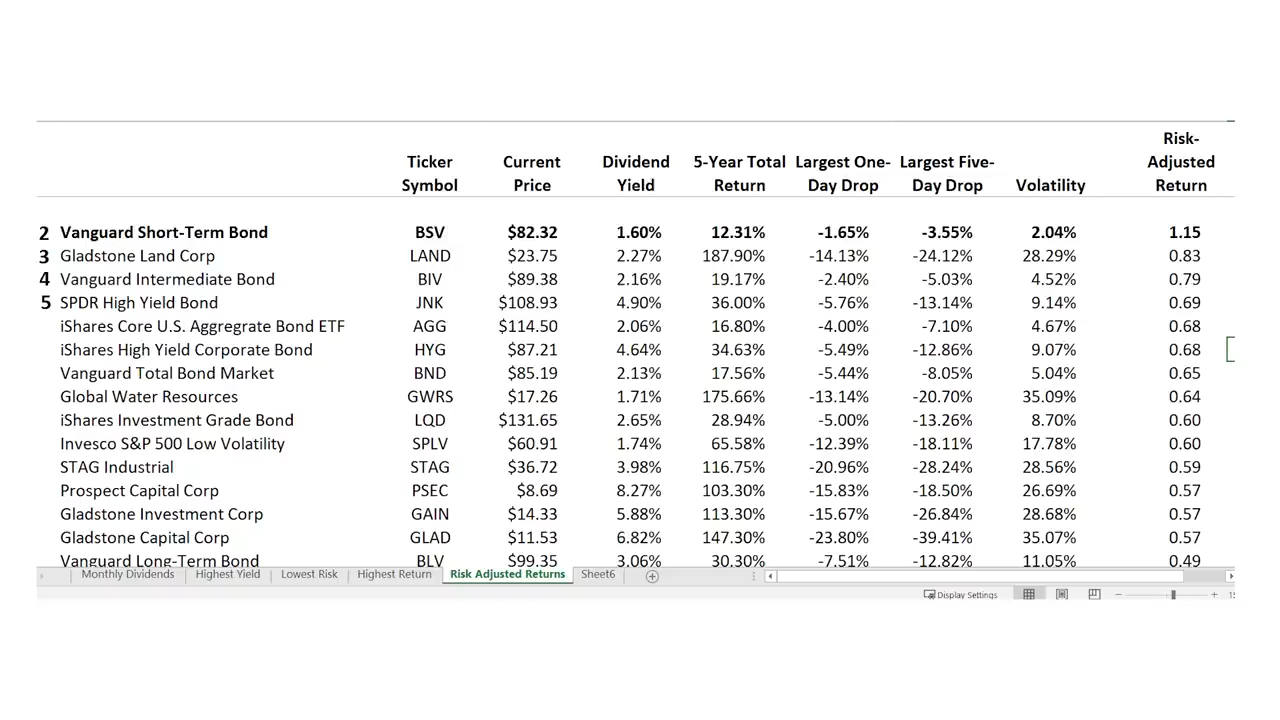 Risk-
Ticker Current Dividend 5-Year Total Largest One- Largest Five- Adjusted
Symbol Price Yield Return Day Drop Day Drop Volatility Return
2 Vanguard Short-Term Bond BSV $82.32 1.60% 12.31% -1.65% -3.55% 2.04% 1.15
3 Gladstone Land Corp LAND $23.75 2.27% 187.90% -14.13% -24.12% 28.29% 0.83
4 Vanguard Intermediate Bond BIV $89.38 2.16% 19.17% -2.40% -5.03% 4.52% 0.79
5 SPDR High Yield Bond JNK $108.93 4.90% 36.00% -5.76% -13.14% 9.14% 0.69
iShares Core U.S. Aggregrate Bond ETF AGG $114.50 2.06% 16.80% -4.00% -7.10% 4.67% 0.68
iShares High Yield Corporate Bond HYG $87.21 4.64% 34.63% -5.49% -12.86% 9.07% 0.68
Vanguard Total Bond Market BND $85.19 2.13% 17.56% -5.44% -8.05% 5.04% 0.65
Global Water Resources GWRS $17.26 1.71% 175.66% -13.14% -20.70% 35.09% 0.64
iShares Investment Grade Bond LQD $131.65 2.65% 28.94% -5.00% -13.26% 8.70% 0.60
Invesco S&P 500 Low Volatility SPLV $60.91 1.74% 65.58% -12.39% -18.11% 17.78% 0.60
STAG Industrial STAG $36.72 3.98% 116.75% -20.96% -28.24% 28.56% 0.59
Prospect Capital Corp PSEC $8.69 8.27% 103.30% -15.83% -18.50% 26.69% 0.57
Gladstone Investment Corp GAIN $14.33 5.88% 113.30% -15.67% -26.84% 28.68% 0.57
Gladstone Capital Corp GLAD $11.53 6.82% 147.30% -23.80% -39.41% 35.07% 0.57
Vanguard Long-Term Bond BLV $99.35 3.06% 30.30% -7.51% -12.82% 11.05% 0.49
Monthly Dividends Highest Yield Lowest Risk Highest Return Risk Adjusted Returns Sheet6
Display Settings